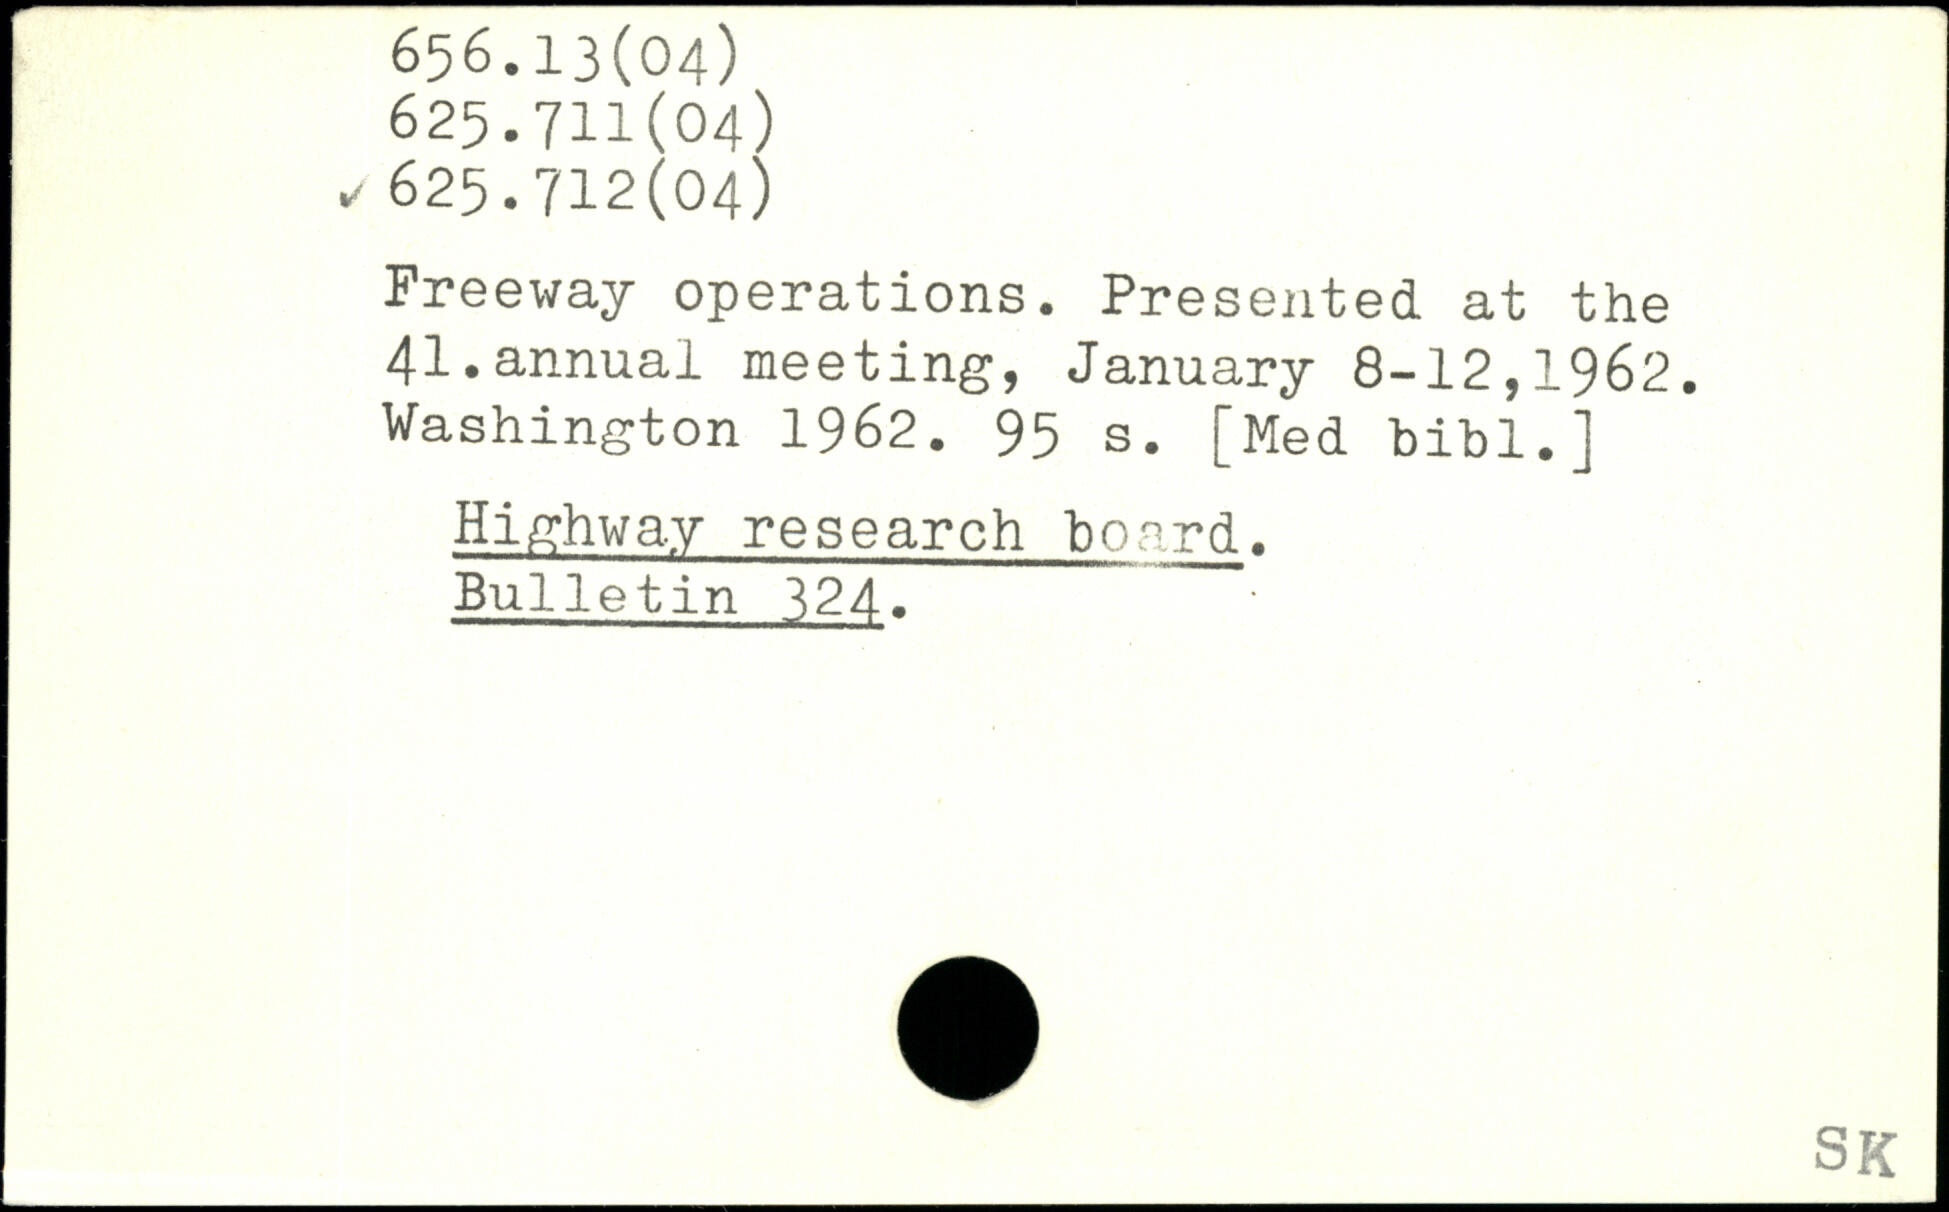 656.13(04)
625.711(04)
✓ 625.712(04)
Freeway operations. Presented at the
41.annual meeting, January 8-12,1962.
Washington 1962. 95 s. [Med bibl.]
Highway research board.
Bulletin 324.
SK